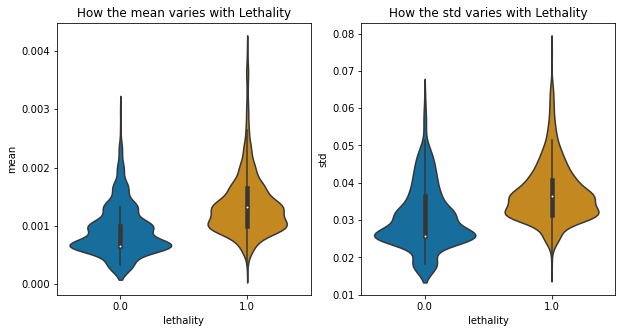 How the mean varies with Lethality
mean
0.004
0.003
0.002
0.001
0.000
0.0
1.0
lethality
How the std varies with Lethality
std
0.08
0.07
0.06
0.05
0.04
0.03
0.02
0.01
0.0
1.0
lethality